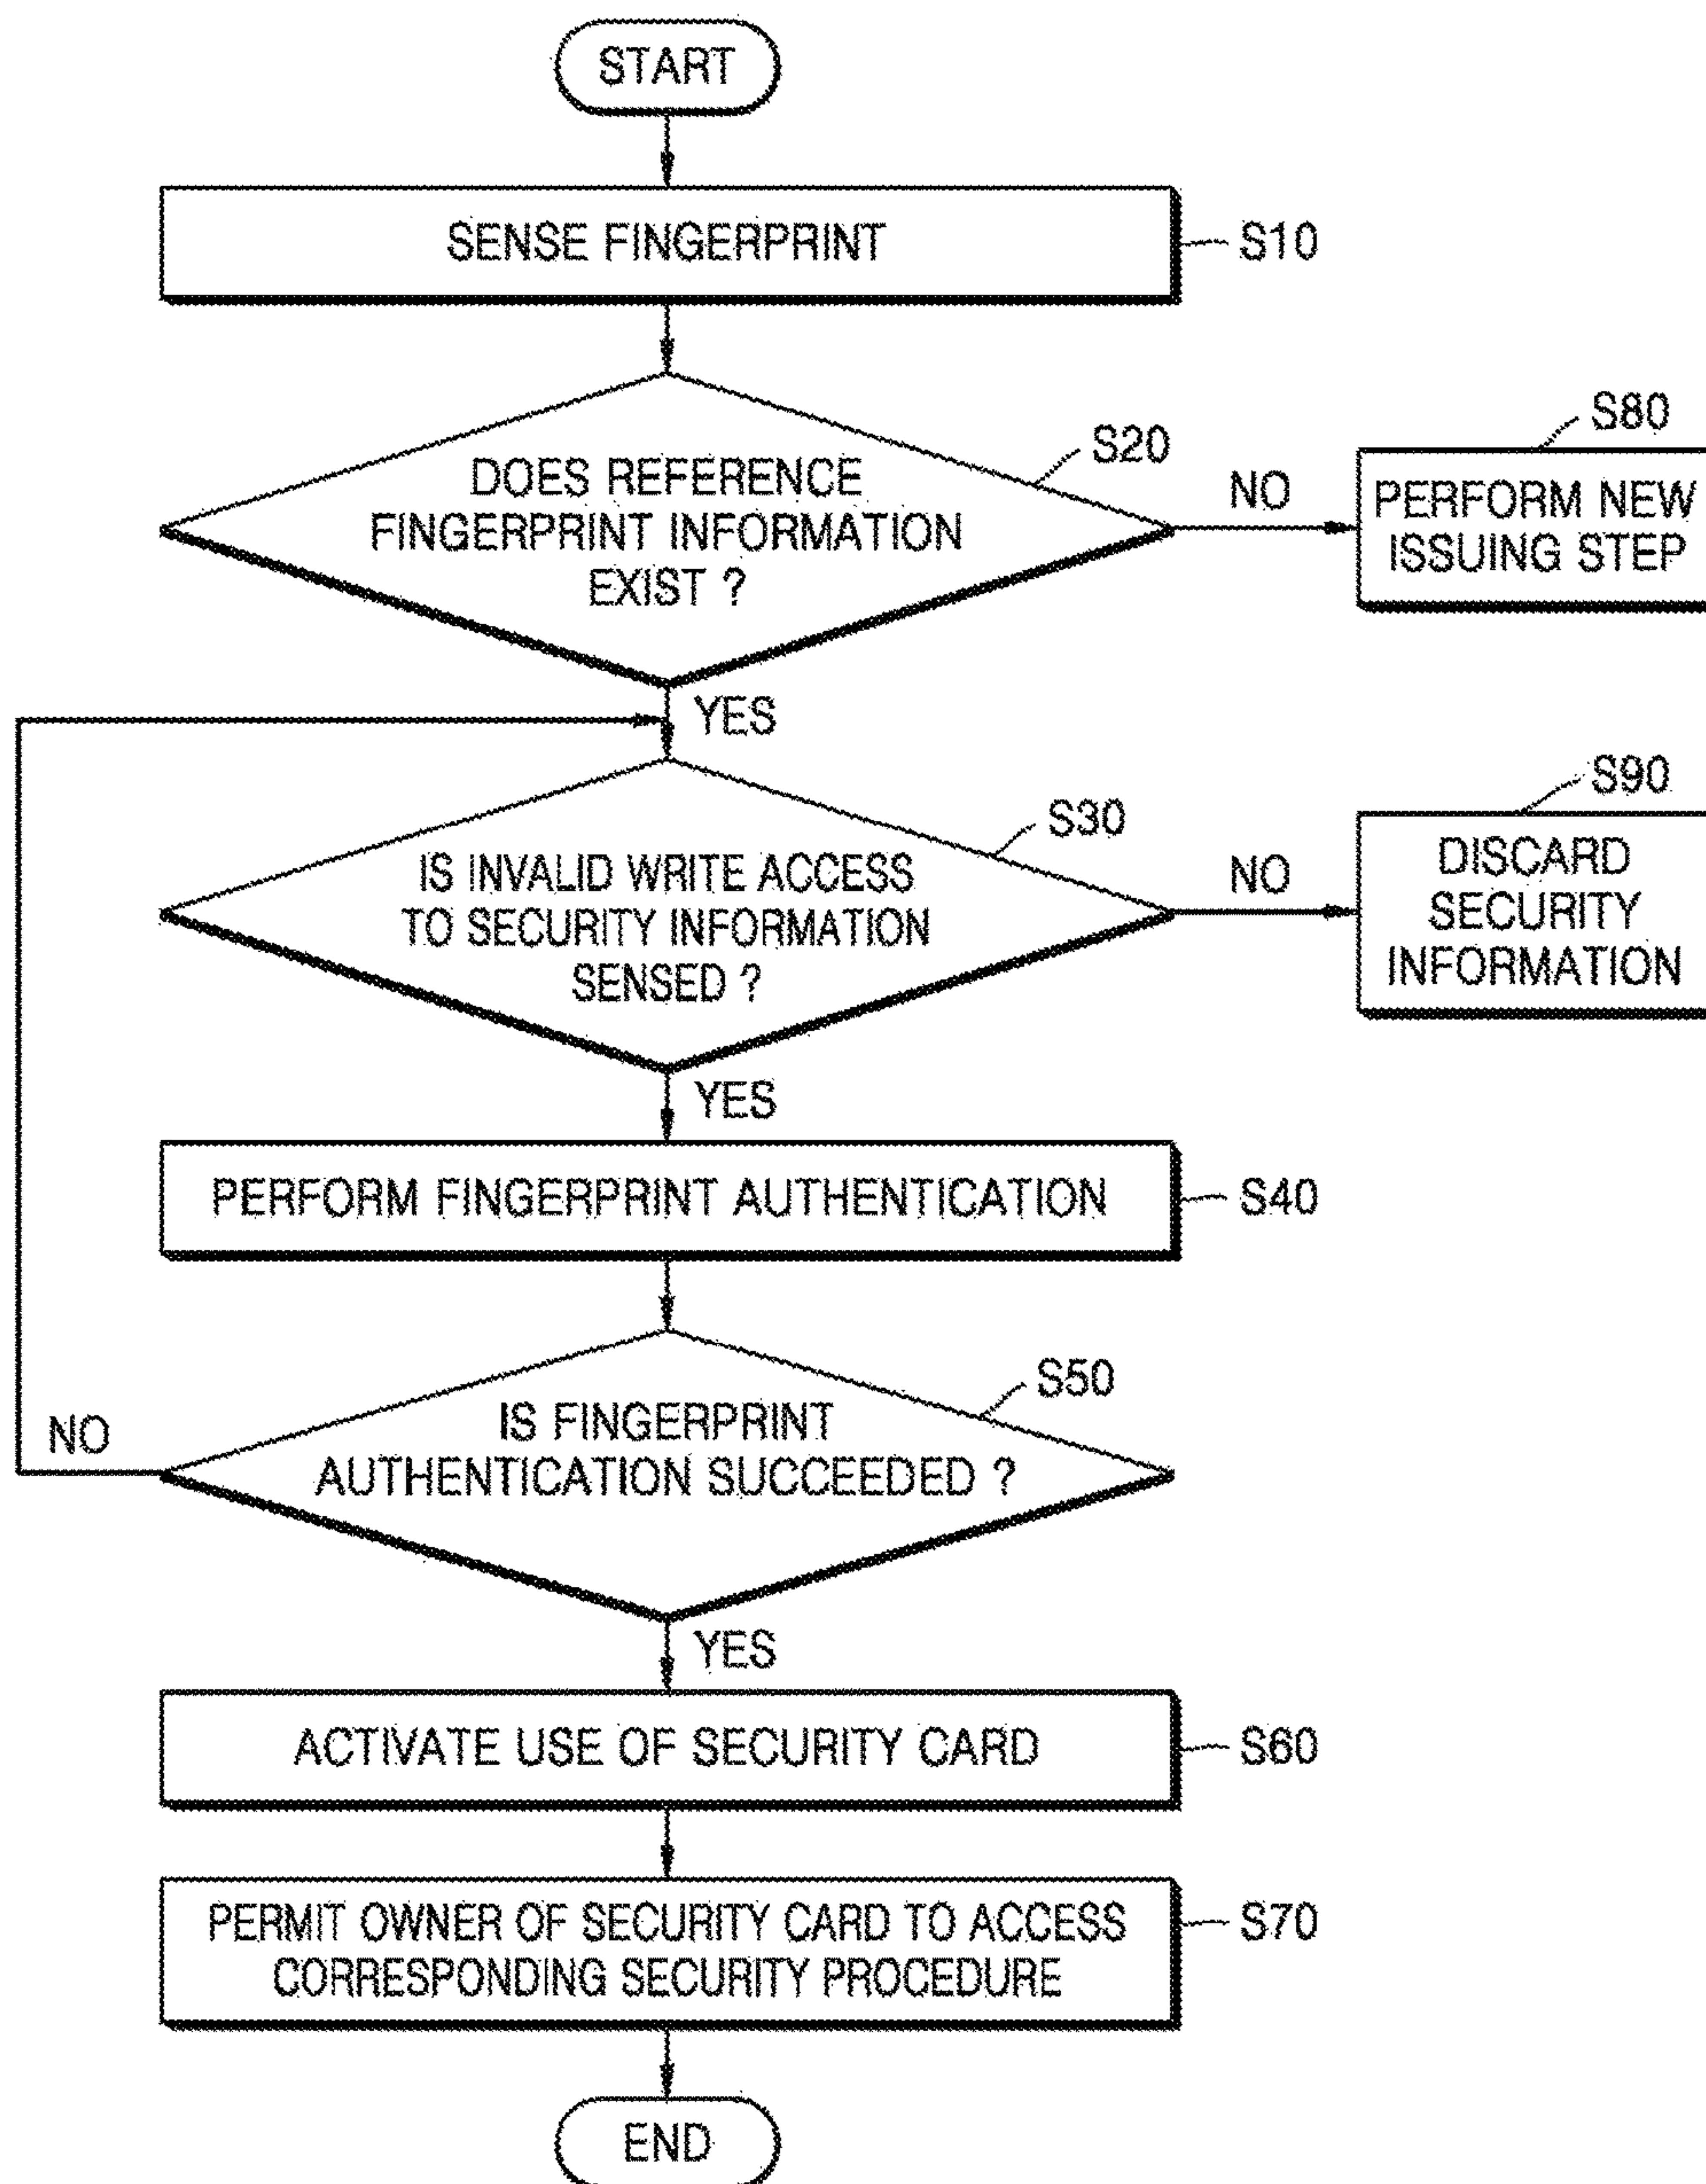 START
SENSE FINGERPRINT
S10
S20
DOES REFERENCE
FINGERPRINT INFORMATION
EXIST ?
NO
S80
PERFORM NEW
ISSUING STEP
YES
S30
IS INVALID WRITE ACCESS
TO SECURITY INFORMATION
SENSED ?
NO
S90
DISCARD
SECURITY
INFORMATION
YES
PERFORM FINGERPRINT AUTHENTICATION
S40
S50
IS FINGERPRINT
AUTHENTICATION SUCCEEDED ?
NO
YES
ACTIVATE USE OF SECURITY CARD
S60
PERMIT OWNER OF SECURITY CARD TO ACCESS
CORRESPONDING SECURITY PROCEDURE
S70
END